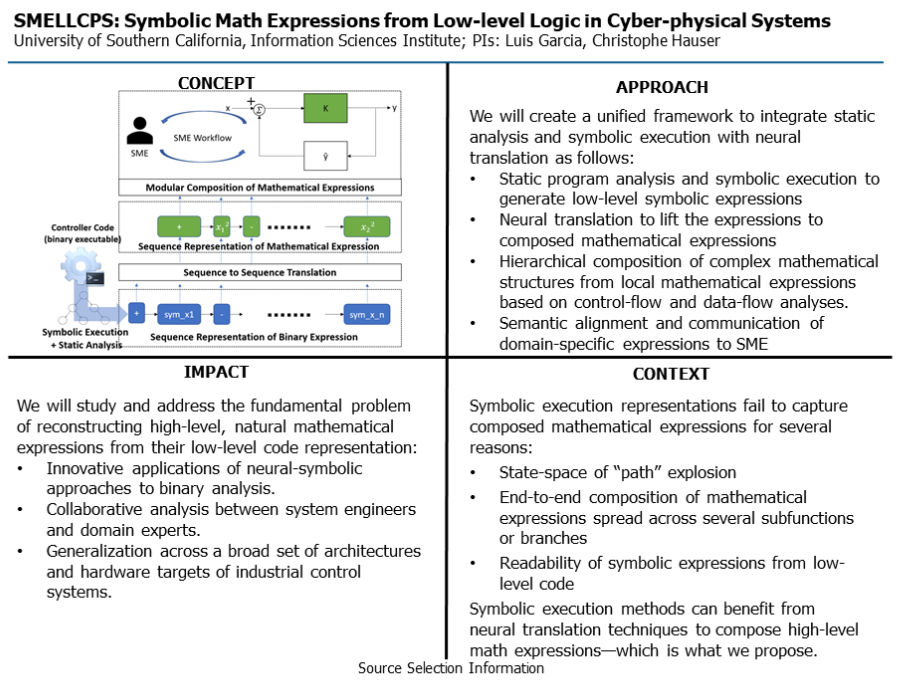 SMELLCPS: Symbolic Math Expressions from Low-level Logic in Cyber-physical Systems
University of Southern California, Information Sciences Institute; PIs: Luis Garcia, Christophe Hauser
CONCEPT
x
+
Σ
K
y
SME
SME Workflow
ŷ
Modular Composition of Mathematical Expressions
Controller Code
(binary executable)
+
x₁²
-
x₂²
Sequence Representation of Mathematical Expression
Sequence to Sequence Translation
>_
+
sym_x1
-
sym_x_n
Symbolic Execution
+ Static Analysis
Sequence Representation of Binary Expression
APPROACH
We will create a unified framework to integrate static
analysis and symbolic execution with neural
translation as follows:
• Static program analysis and symbolic execution to
generate low-level symbolic expressions
• Neural translation to lift the expressions to
composed mathematical expressions
• Hierarchical composition of complex mathematical
structures from local mathematical expressions
based on control-flow and data-flow analyses.
• Semantic alignment and communication of
domain-specific expressions to SME
IMPACT
We will study and address the fundamental problem
of reconstructing high-level, natural mathematical
expressions from their low-level code representation:
• Innovative applications of neural-symbolic
approaches to binary analysis.
• Collaborative analysis between system engineers
and domain experts.
• Generalization across a broad set of architectures
and hardware targets of industrial control
systems.
CONTEXT
Symbolic execution representations fail to capture
composed mathematical expressions for several
reasons:
• State-space of “path” explosion
• End-to-end composition of mathematical
expressions spread across several subfunctions
or branches
• Readability of symbolic expressions from low-
level code
Symbolic execution methods can benefit from
neural translation techniques to compose high-level
math expressions—which is what we propose.
Source Selection Information